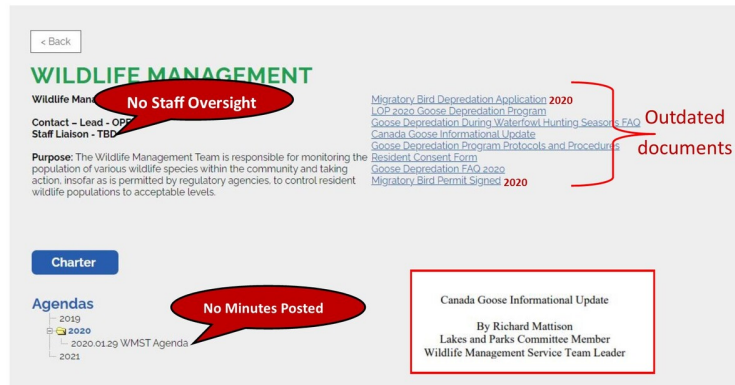 < Back
WILDLIFE MANAGEMENT
Wildlife Mana
No Staff Oversight
Contact – Lead - OPE
Staff Liaison - TBD
Purpose: The Wildlife Management Team is responsible for monitoring the
population of various wildlife species within the community and taking
action, insofar as is permitted by regulatory agencies, to control resident
wildlife populations to acceptable levels.
Migratory Bird Depredation Application 2020
LOP 2020 Goose Depredation Program
Goose Depredation During Waterfowl Hunting Seasons FAQ
Canada Goose Informational Update
Goose Depredation Program Protocols and Procedures
Resident Consent Form
Goose Depredation FAQ 2020
Migratory Bird Permit Signed 2020
Outdated
documents
Charter
Agendas
2019
2020
2020.01.29 WMST Agenda
2021
No Minutes Posted
Canada Goose Informational Update
By Richard Mattison
Lakes and Parks Committee Member
Wildlife Management Service Team Leader